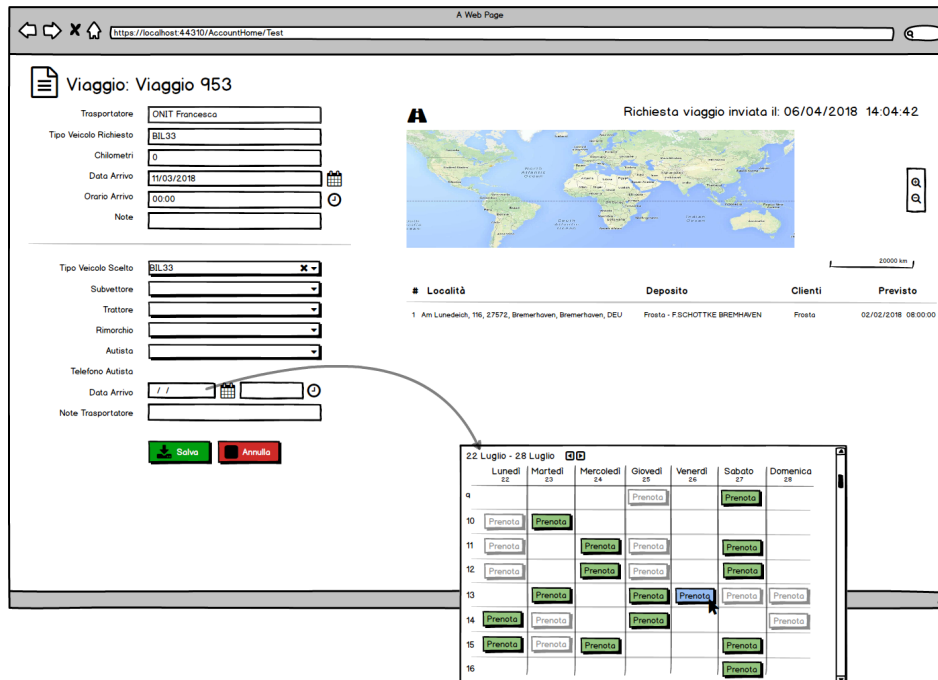 A Web Page
https://localhost:44310/AccountHome/Test
Viaggio: Viaggio 953
Trasportatore ONIT Francesca
Tipo Veicolo Richiesto BIL33
Chilometri 0
Data Arrivo 11/03/2018
Orario Arrivo 00:00
Note
Tipo Veicolo Scelto BIL33
Subvettore
Trattore
Rimorchio
Autista
Telefono Autista
Data Arrivo / /
Note Trasportatore
Salva Annulla
Richiesta viaggio inviata il: 06/04/2018 14:04:42
20000 km
# Località Deposito Clienti Previsto
1 Am Lunedeich, 116, 27572, Bremerhaven, Bremerhaven, DEU Frosta - F.SCHOTTKE BREMHAVEN Frosta 02/02/2018 08:00:00
22 Luglio - 28 Luglio
Lunedì Martedì Mercoledì Giovedì Venerdì Sabato Domenica
22 23 24 25 26 27 28
9 Prenota Prenota
10 Prenota Prenota
11 Prenota Prenota Prenota Prenota
12 Prenota Prenota Prenota Prenota
13 Prenota Prenota Prenota Prenota Prenota
14 Prenota Prenota Prenota Prenota
15 Prenota Prenota Prenota Prenota
16 Prenota